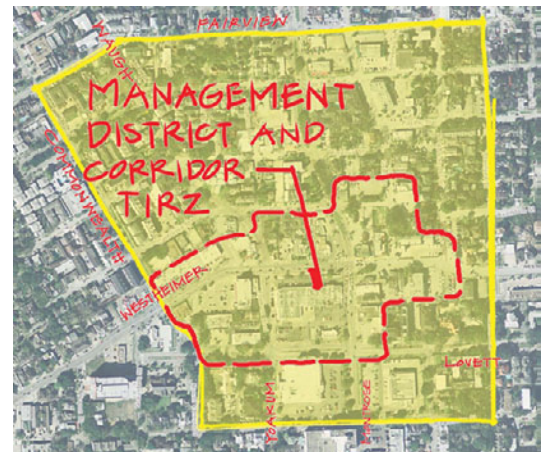 FAIRVIEW
WAUGH
MANAGEMENT
DISTRICT AND
CORRIDOR
TIRZ
COMMONWEALTH
WESTHEIMER
LOVETT
YOAKUM
MONTROSE